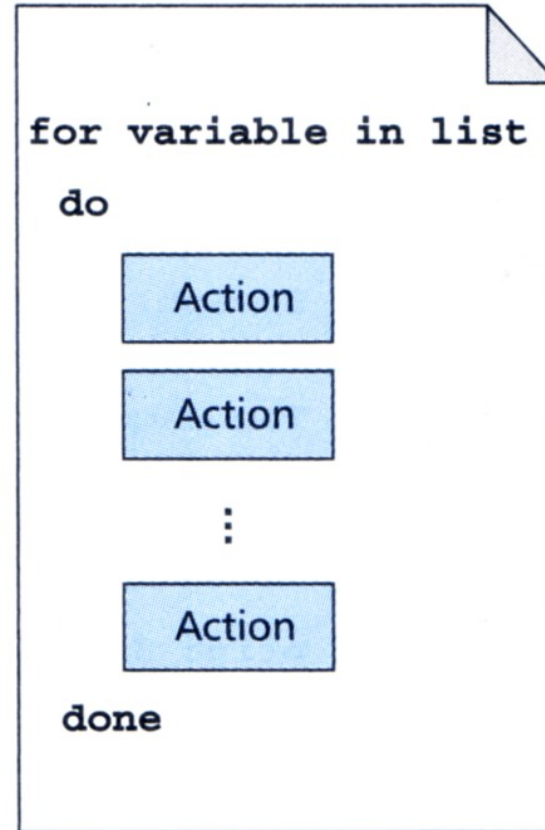 for variable in list
do
Action
Action
⋮
Action
done